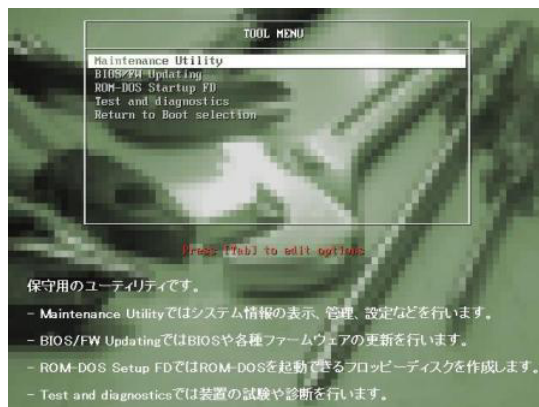 TOOL MENU
Maintenance Utility
BIOS/FW Updating
ROM-DOS Startup FD
Test and diagnostics
Return to Boot selection
Press [Tab] to edit options
保守用のユーティリティです。
- Maintenance Utilityではシステム情報の表示、管理、設定などを行います。
- BIOS/FW UpdatingではBIOSや各種ファームウェアの更新を行います。
- ROM-DOS Setup FDではROM-DOSを起動できるフロッピーディスクを作成します。
- Test and diagnosticsでは装置の試験や診断を行います。